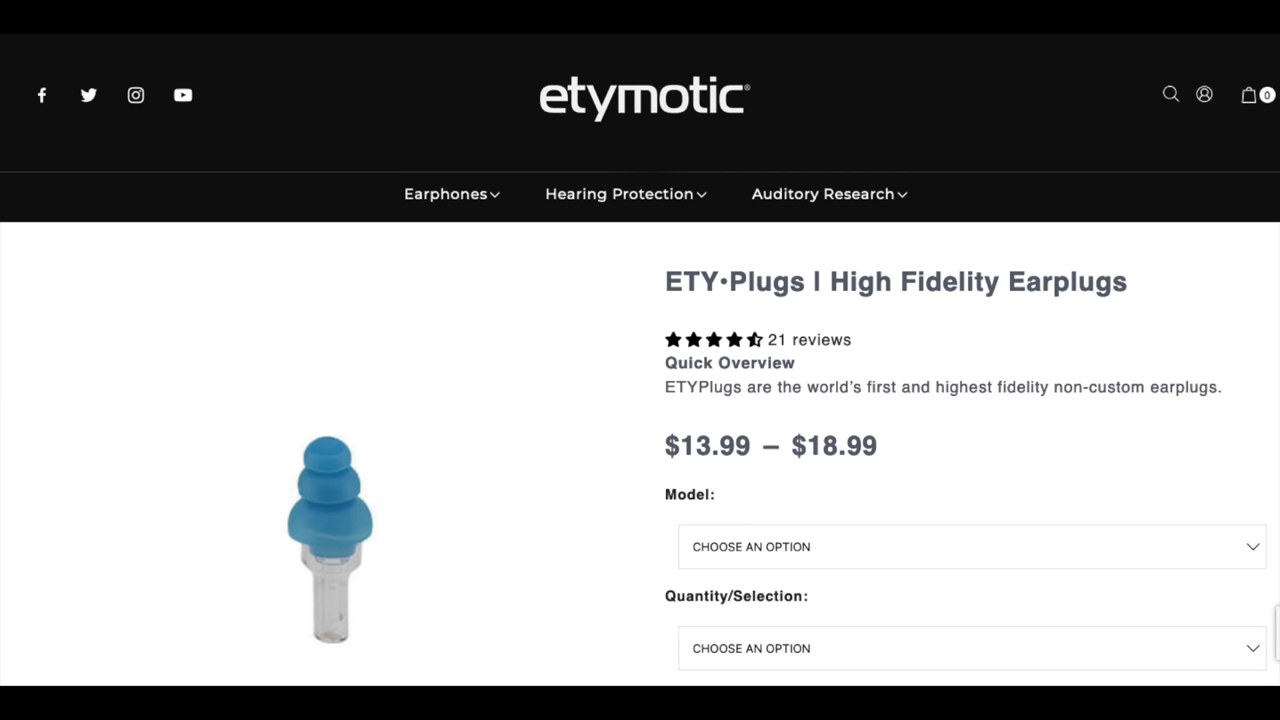 etymotic®
0
Earphones
Hearing Protection
Auditory Research
ETY•Plugs | High Fidelity Earplugs
21 reviews
Quick Overview
ETYPlugs are the world’s first and highest fidelity non-custom earplugs.
$13.99 – $18.99
Model:
CHOOSE AN OPTION
Quantity/Selection:
CHOOSE AN OPTION